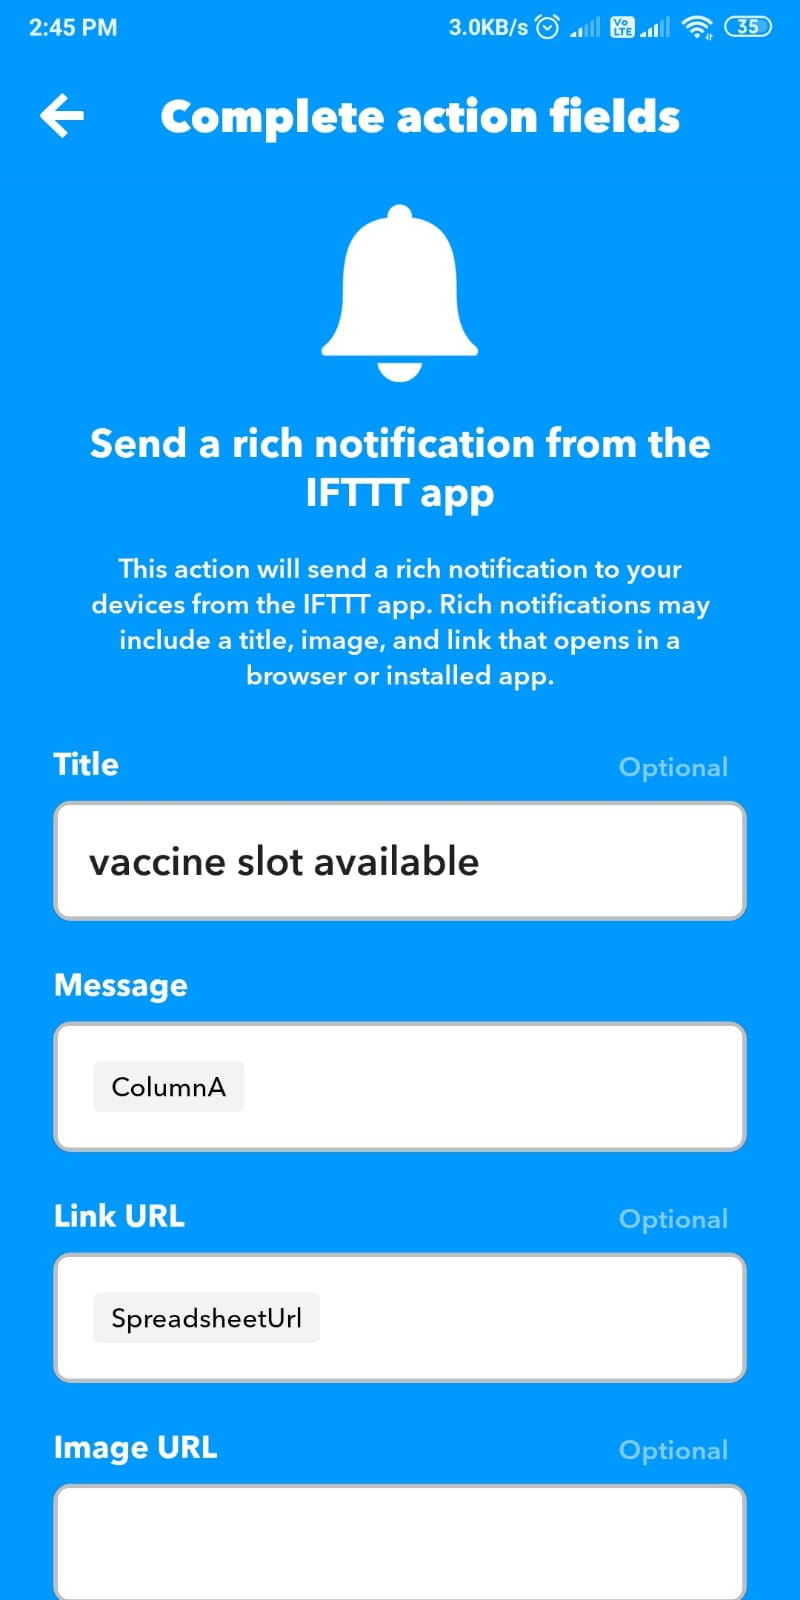 2:45 PM
3.0KB/s
Vo
LTE
35
Complete action fields
Send a rich notification from the
IFTTT app
This action will send a rich notification to your
devices from the IFTTT app. Rich notifications may
include a title, image, and link that opens in a
browser or installed app.
Title
Optional
vaccine slot available
Message
ColumnA
Link URL
Optional
SpreadsheetUrl
Image URL
Optional